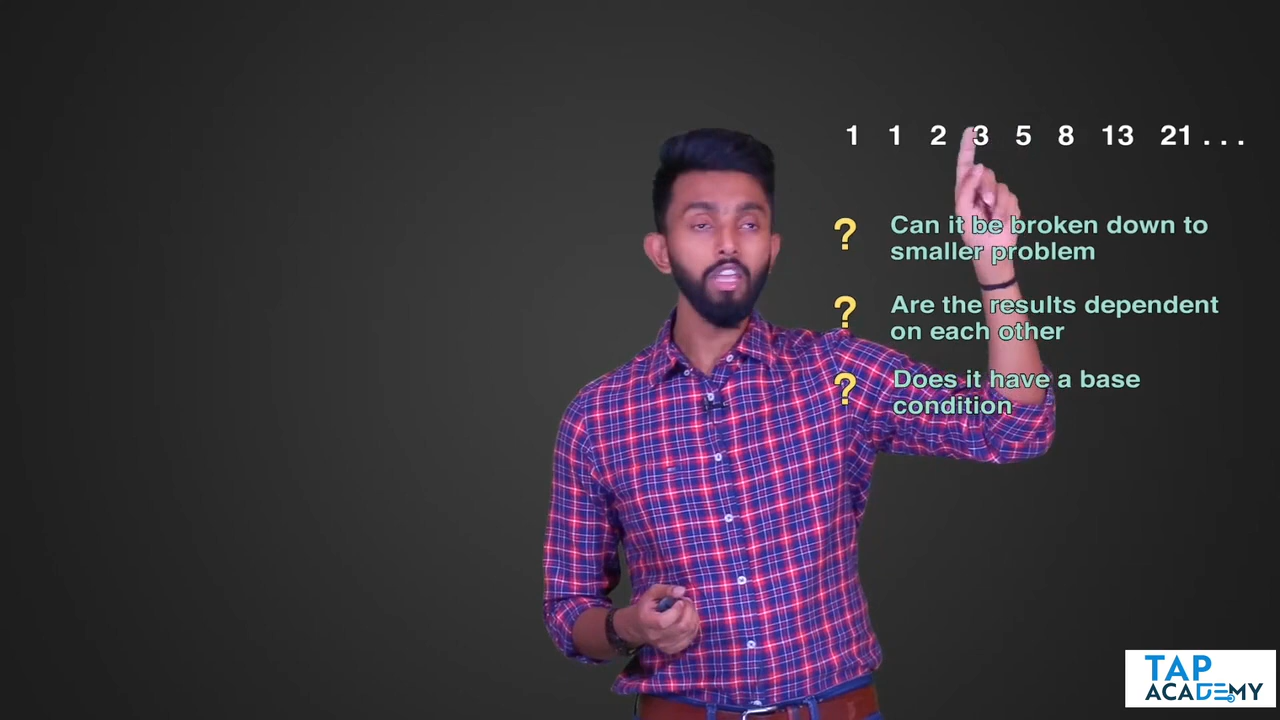 1 1 2 3 5 8 13 21 . . .
? Can it be broken down to
smaller problem
? Are the results dependent
on each other
? Does it have a base
condition
TAP
ACADEMY